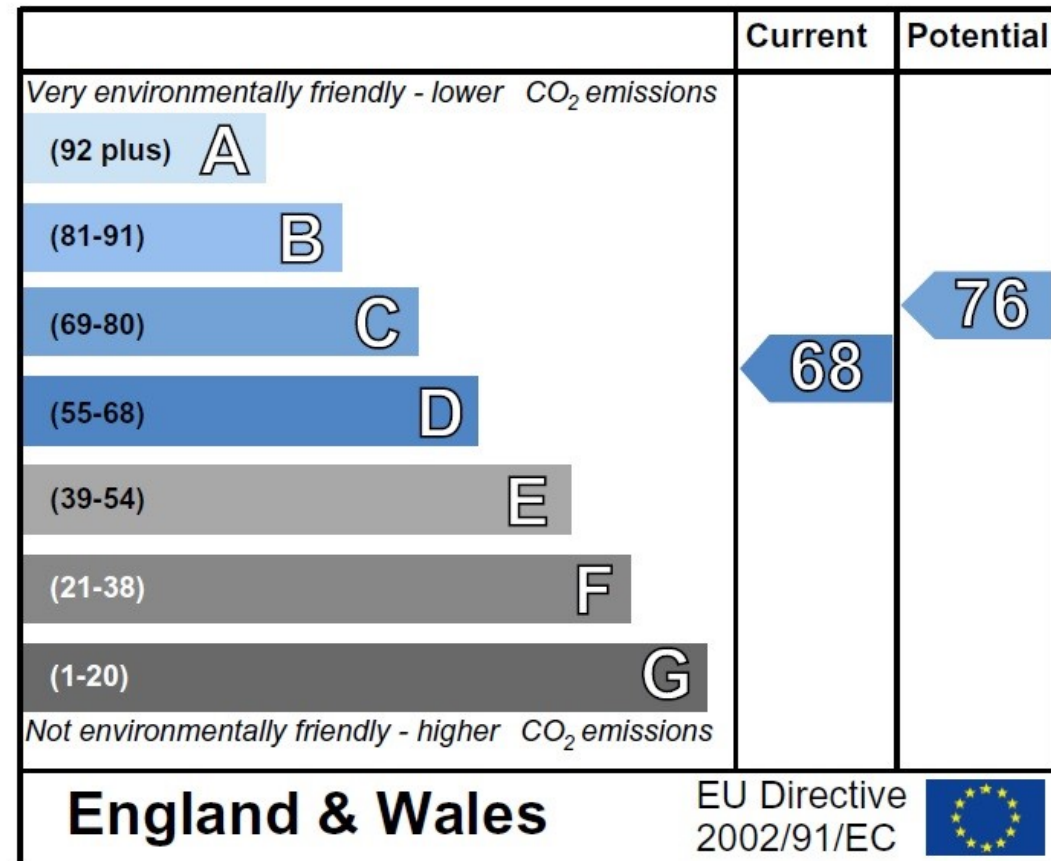 Current Potential
Very environmentally friendly - lower CO₂ emissions
(92 plus) A
(81-91) B
(69-80) C
76
68
(55-68) D
(39-54) E
(21-38) F
(1-20) G
Not environmentally friendly - higher CO₂ emissions
England & Wales
EU Directive
2002/91/EC